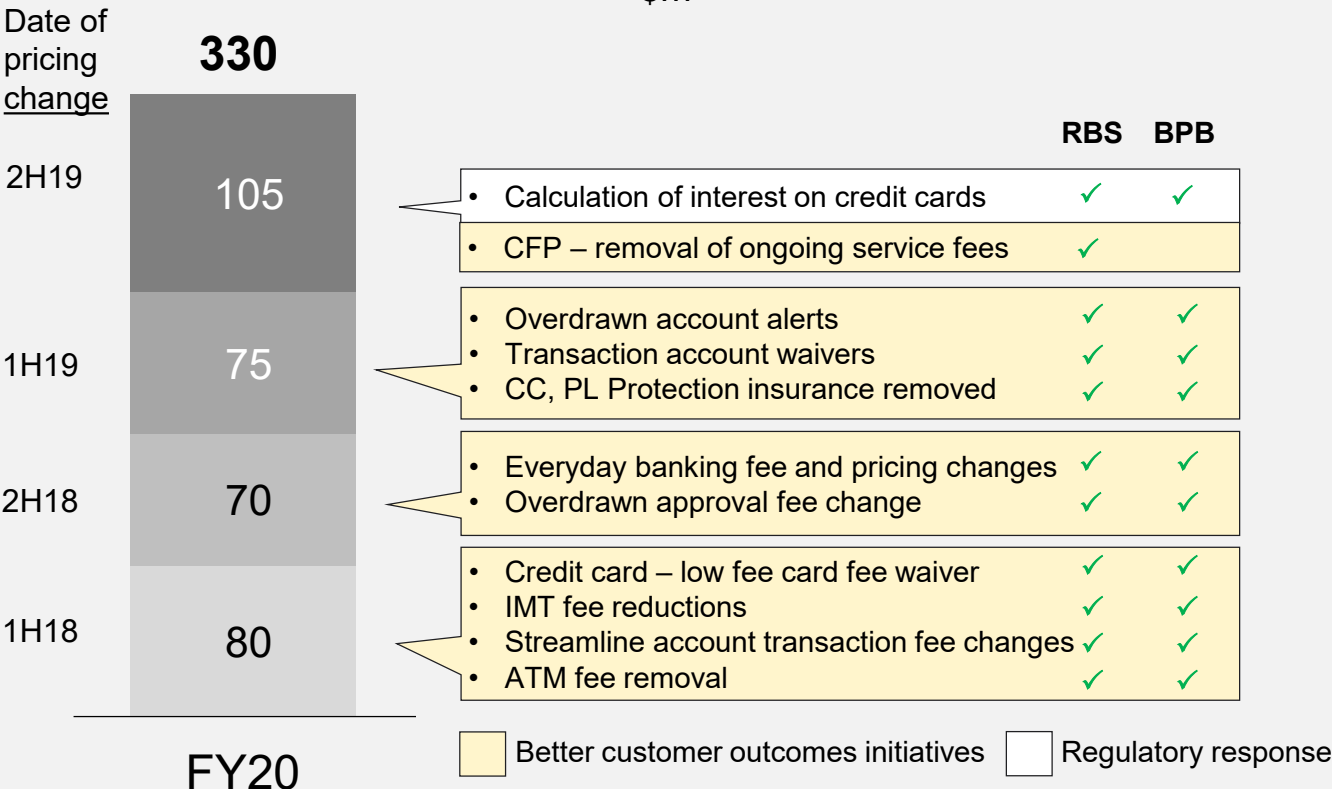 Date of
pricing
change
330
RBS BPB
2H19
105
• Calculation of interest on credit cards ✓ ✓
• CFP – removal of ongoing service fees ✓
1H19
75
• Overdrawn account alerts ✓ ✓
• Transaction account waivers ✓ ✓
• CC, PL Protection insurance removed ✓ ✓
2H18
70
• Everyday banking fee and pricing changes ✓ ✓
• Overdrawn approval fee change ✓ ✓
1H18
80
• Credit card – low fee card fee waiver ✓ ✓
• IMT fee reductions ✓ ✓
• Streamline account transaction fee changes ✓ ✓
• ATM fee removal ✓ ✓
FY20
Better customer outcomes initiatives
Regulatory response